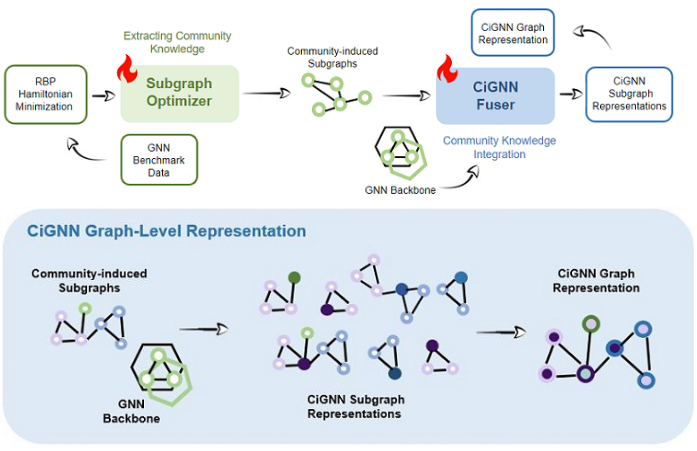 Extracting Community
Knowledge
RBP
Hamiltonian
Minimization
Subgraph
Optimizer
GNN
Benchmark
Data
Community-induced
Subgraphs
GNN Backbone
CiGNN
Fuser
Community Knowledge
Integration
CiGNN Graph
Representation
CiGNN
Subgraph
Representations
CiGNN Graph-Level Representation
Community-induced
Subgraphs
GNN
Backbone
CiGNN Subgraph
Representations
CiGNN Graph
Representation